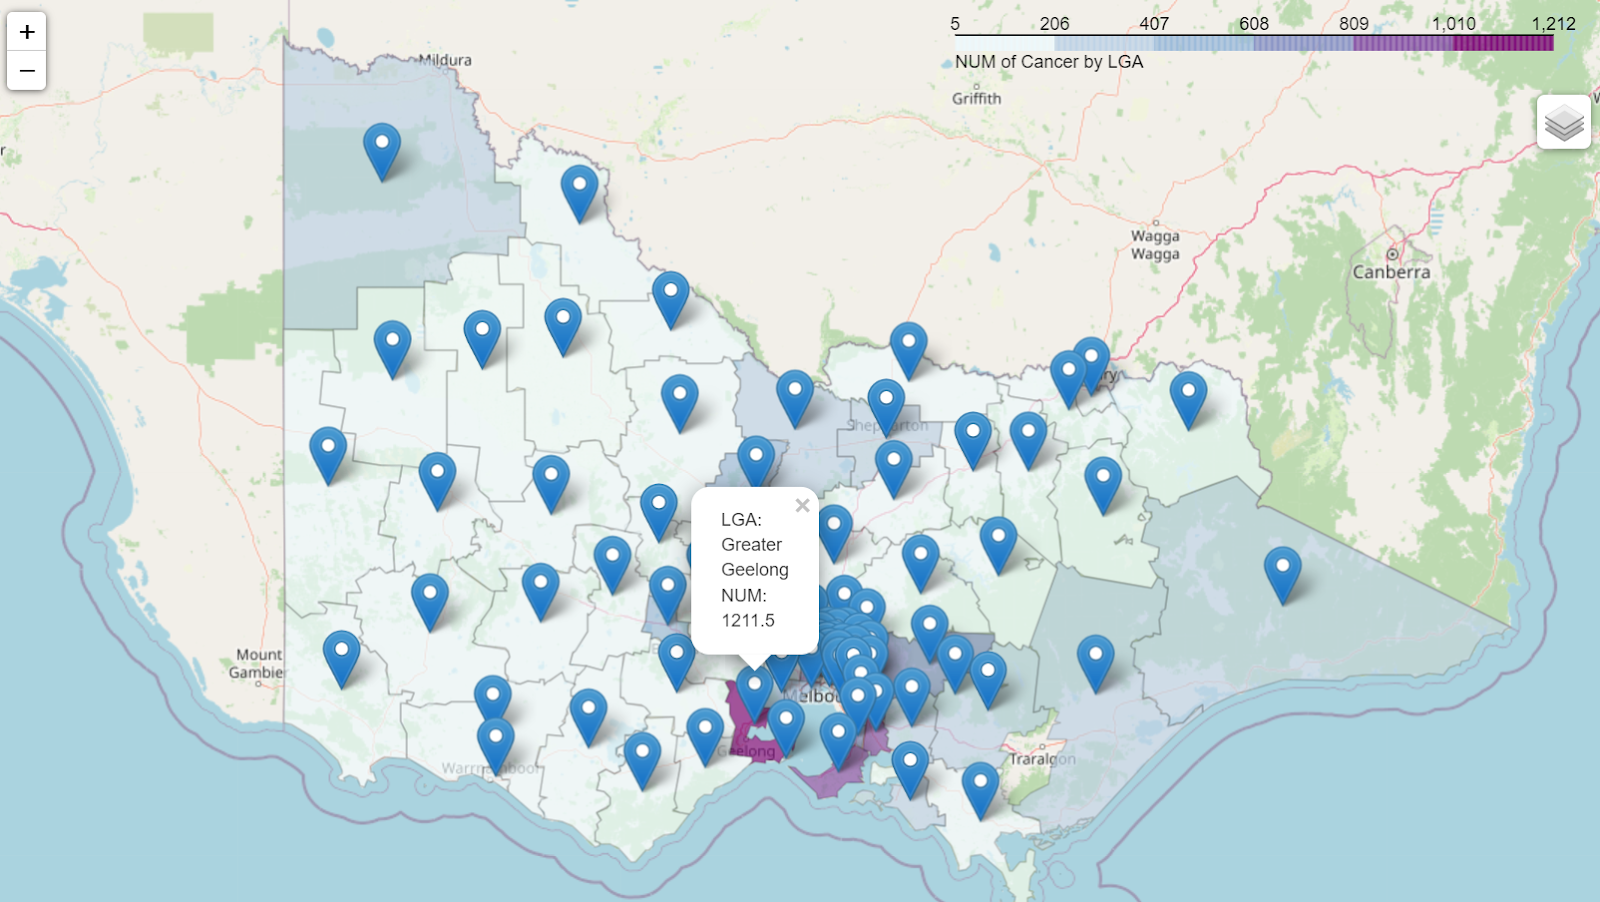 +
−
5 206 407 608 809 1,010 1,212
NUM of Cancer by LGA
Mildura
Griffith
Wagga
Wagga
Canberra
Shepparton
LGA:
Greater
Geelong
NUM:
1211.5
×
Mount
Gambier
Geelong
Warrnambool
Traralgon